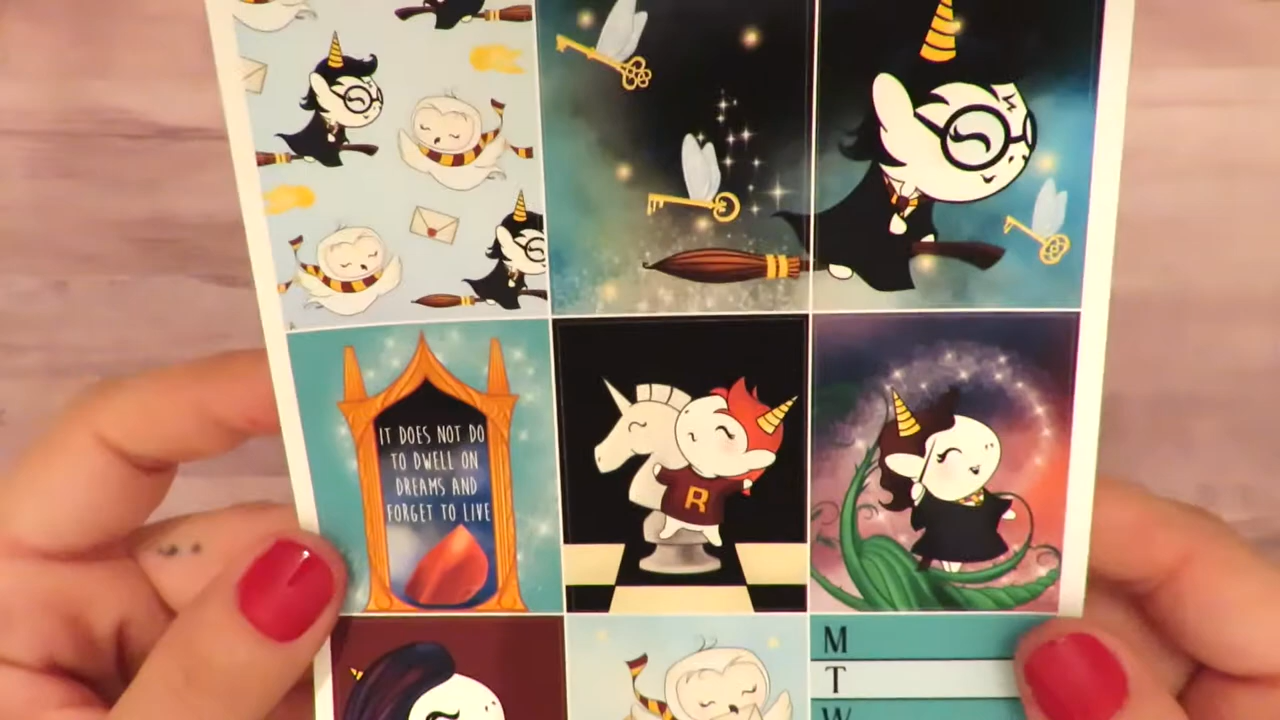 IT DOES NOT DO
TO DWELL ON
DREAMS AND
FORGET TO LIVE
R
M
T
W